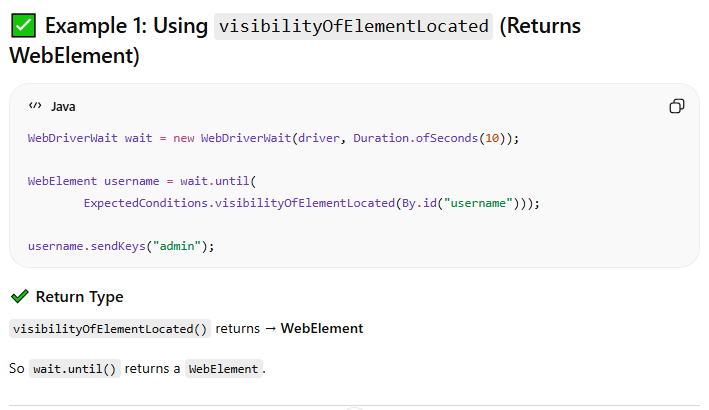 ✅ Example 1: Using visibilityOfElementLocated (Returns
WebElement)
</> Java
WebDriverWait wait = new WebDriverWait(driver, Duration.ofSeconds(10));
WebElement username = wait.until(
        ExpectedConditions.visibilityOfElementLocated(By.id("username")));
username.sendKeys("admin");
✔ Return Type
visibilityOfElementLocated() returns → WebElement
So wait.until() returns a WebElement.